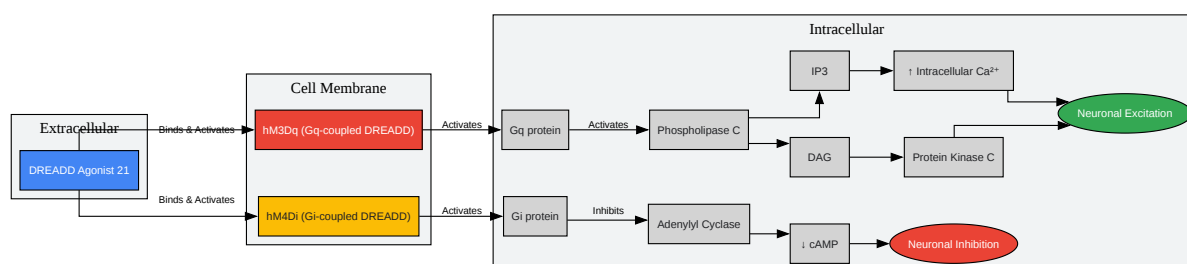 Intracellular
Cell Membrane
Extracellular
DREADD Agonist 21
Binds & Activates
hM3Dq (Gq-coupled DREADD)
Activates
Gq protein
Activates
Phospholipase C
IP3
↑ Intracellular Ca²⁺
Neuronal Excitation
DAG
Protein Kinase C
Binds & Activates
hM4Di (Gi-coupled DREADD)
Activates
Gi protein
Inhibits
Adenylyl Cyclase
↓ cAMP
Neuronal Inhibition